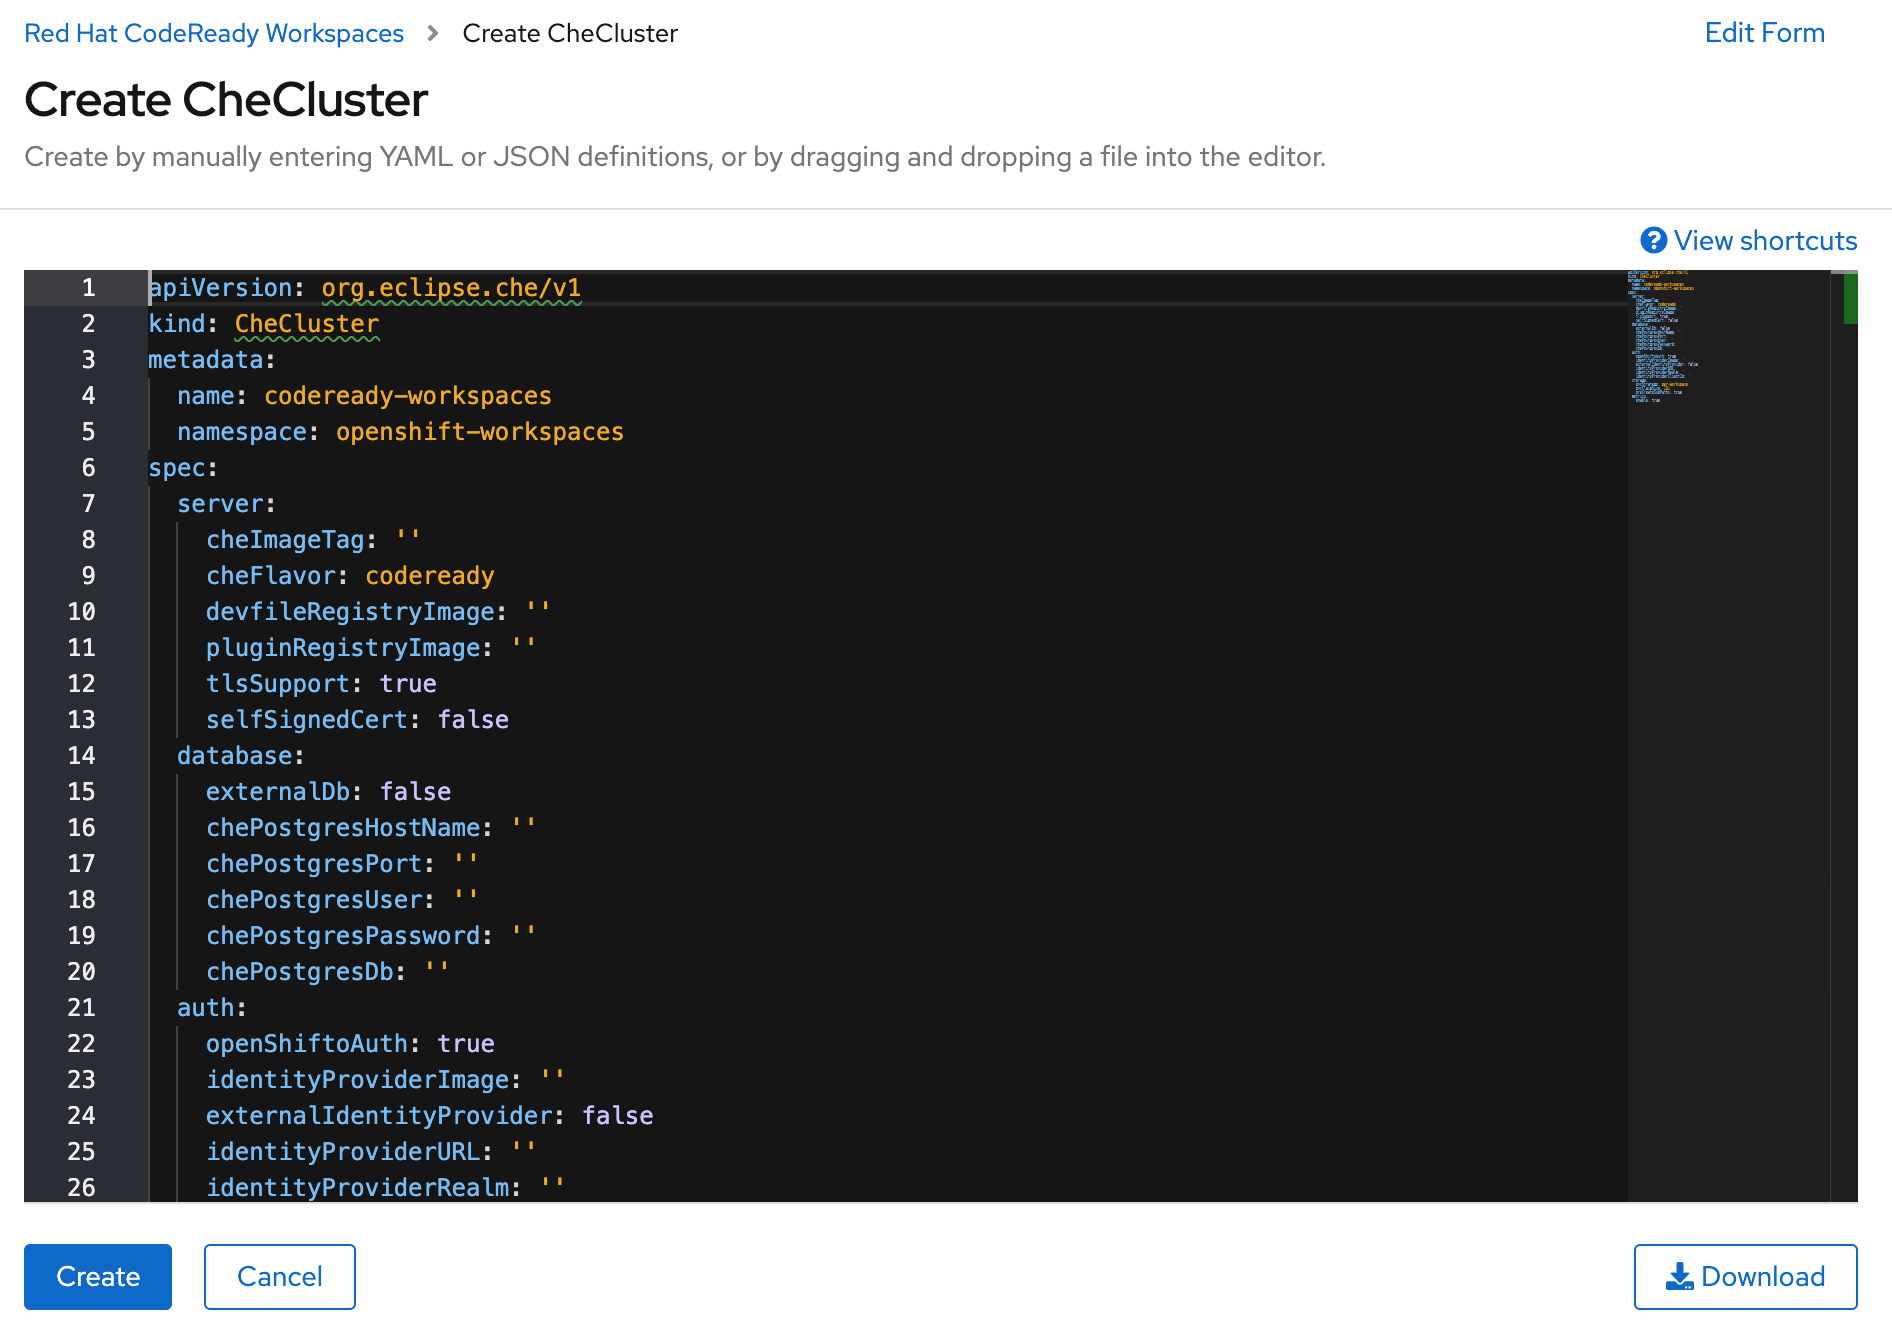 Red Hat CodeReady Workspaces > Create CheCluster
Edit Form
Create CheCluster
Create by manually entering YAML or JSON definitions, or by dragging and dropping a file into the editor.
View shortcuts
1 apiVersion: org.eclipse.che/v1
2 kind: CheCluster
3 metadata:
4   name: codeready-workspaces
5   namespace: openshift-workspaces
6 spec:
7   server:
8     cheImageTag: ''
9     cheFlavor: codeready
10     devfileRegistryImage: ''
11     pluginRegistryImage: ''
12     tlsSupport: true
13     selfSignedCert: false
14   database:
15     externalDb: false
16     chePostgresHostName: ''
17     chePostgresPort: ''
18     chePostgresUser: ''
19     chePostgresPassword: ''
20     chePostgresDb: ''
21   auth:
22     openShiftoAuth: true
23     identityProviderImage: ''
24     externalIdentityProvider: false
25     identityProviderURL: ''
26     identityProviderRealm: ''
Create
Cancel
Download